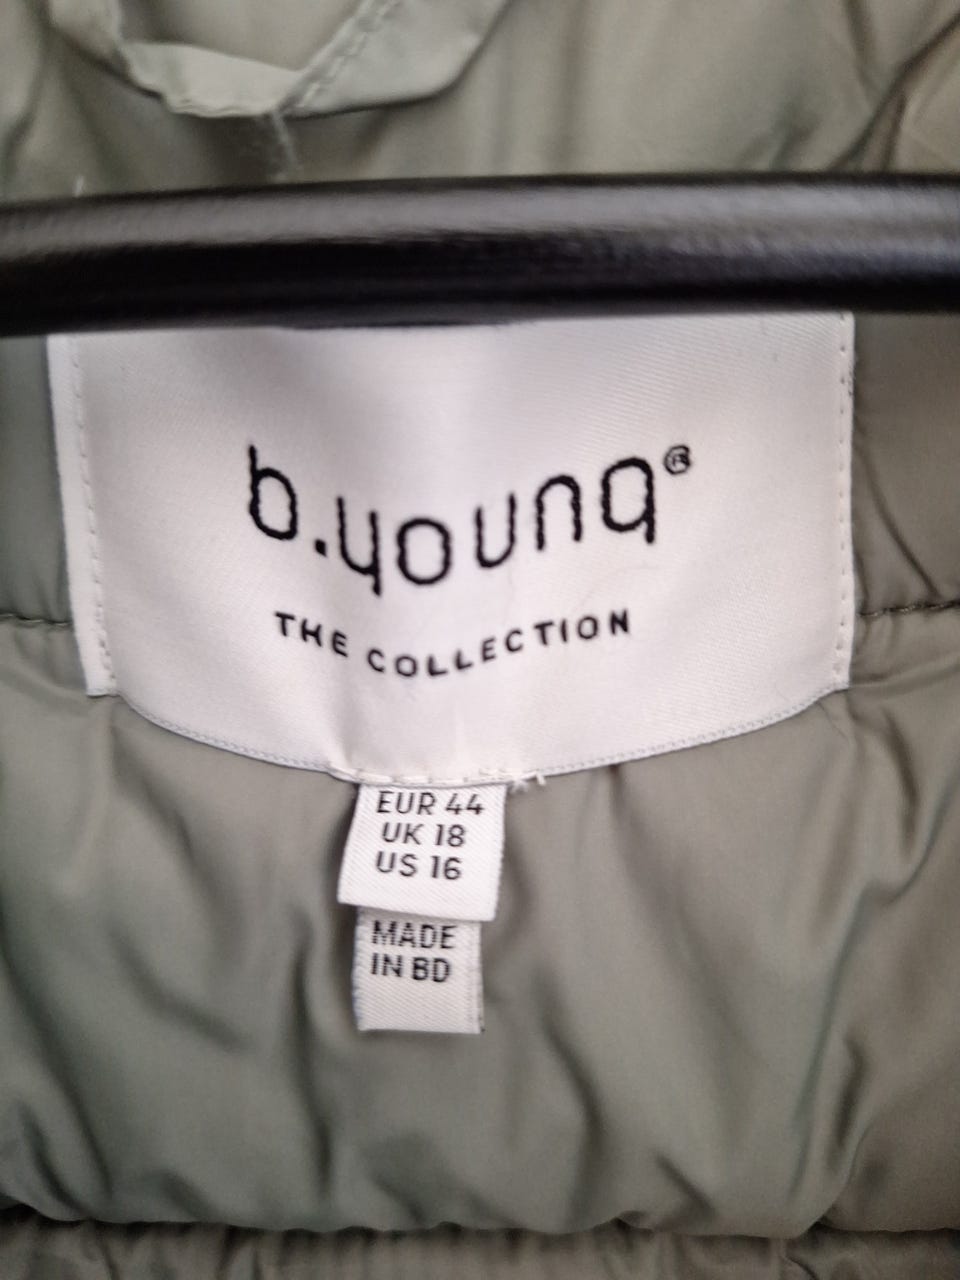 b.young®
THE COLLECTION
EUR 44
UK 18
US 16
MADE
IN BD